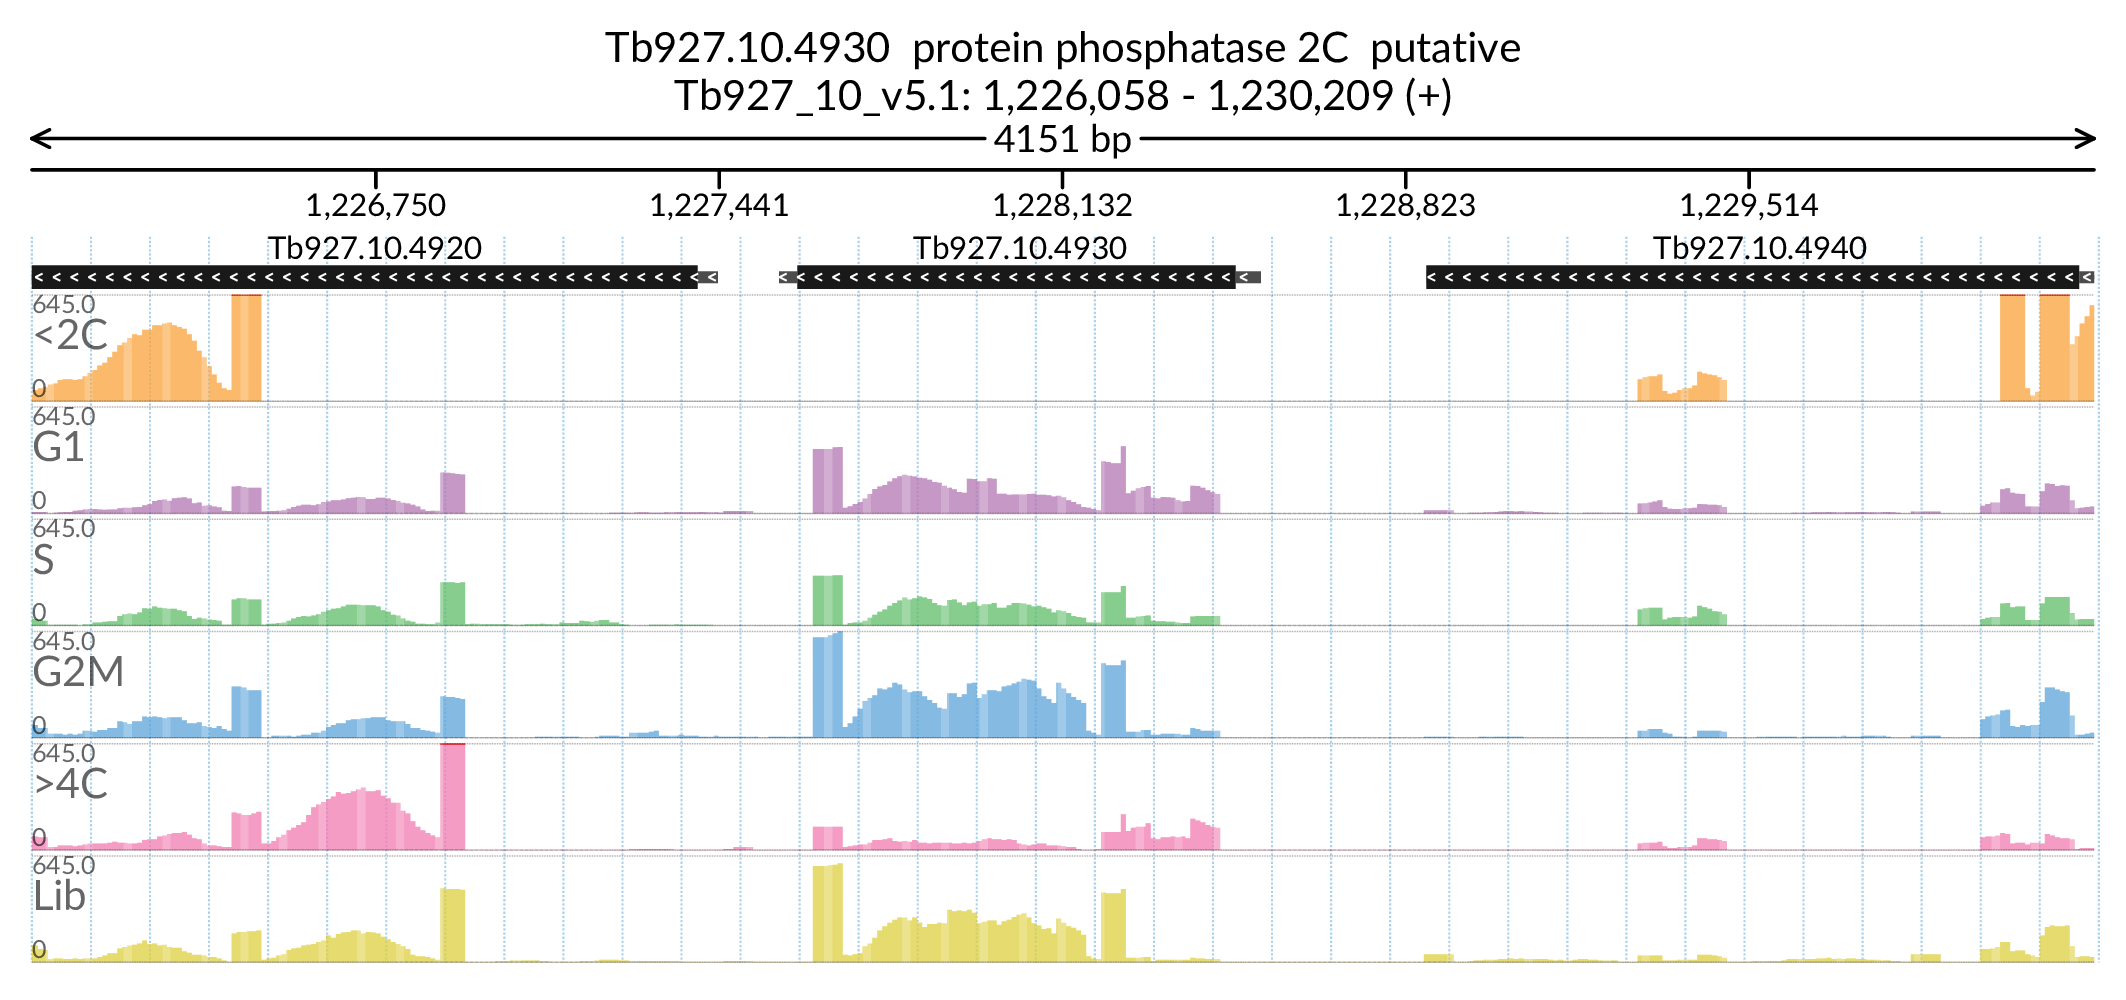 Tb927.10.4930  protein phosphatase 2C  putative
Tb927_10_v5.1: 1,226,058 - 1,230,209 (+)
4151 bp
1,226,750 1,227,441 1,228,132 1,228,823 1,229,514
Tb927.10.4920 Tb927.10.4930 Tb927.10.4940
645.0
<2C
0
645.0
G1
0
645.0
S
0
645.0
G2M
0
645.0
>4C
0
645.0
Lib
0